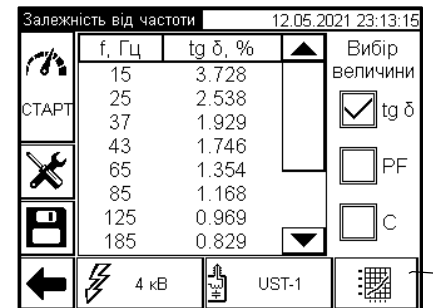 Залежність від частоти 12.05.2021 23:13:15
СТАРТ
f, Гц tg δ, %
15 3.728
25 2.538
37 1.929
43 1.746
65 1.354
85 1.168
125 0.969
185 0.829
Вибір
величини
tg δ
PF
C
4 кВ
UST-1